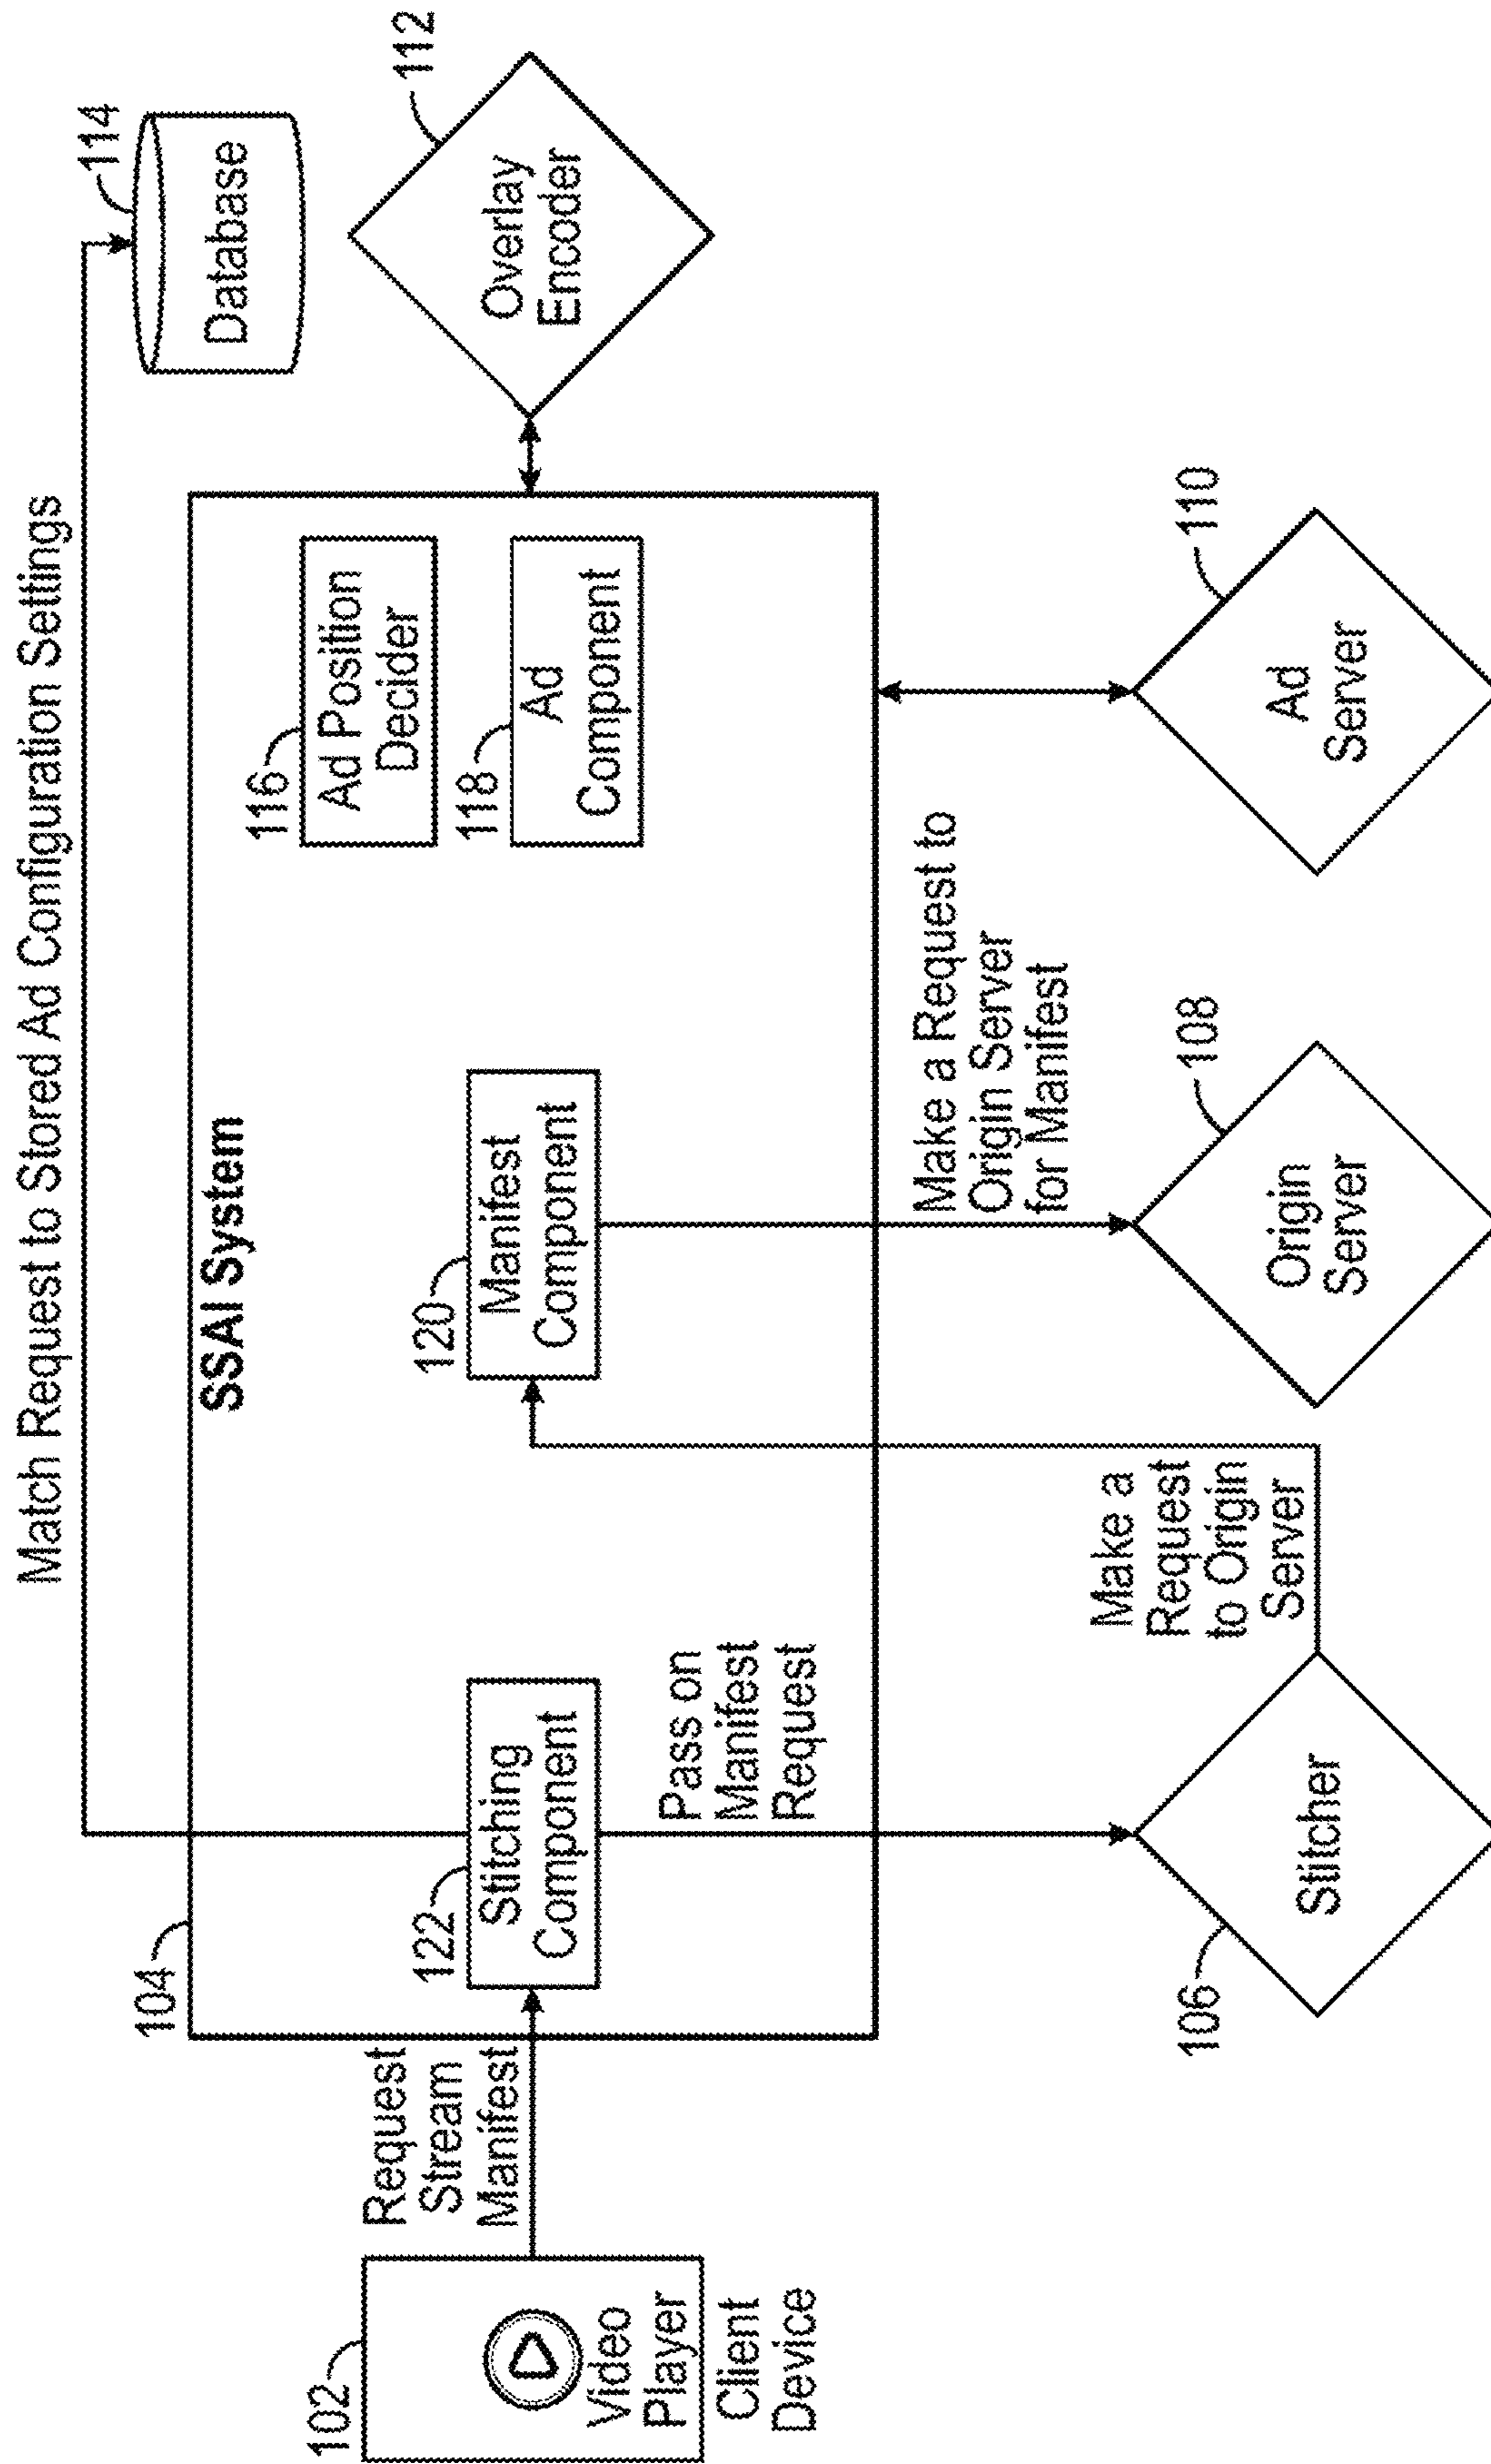 Match Request to Stored Ad Configuration Settings
114
Database
104
SSAI System
116
Ad Position
Decider
112
Overlay
Encoder
118
Ad
Component
102
Video
Player
Client
Device
Request
Stream
Manifest
122
Stitching
Component
120
Manifest
Component
Pass on
Manifest
Request
Make a Request to
Origin Server
for Manifest
Make a
Request
to Origin
Server
106
Stitcher
108
Origin
Server
110
Ad
Server